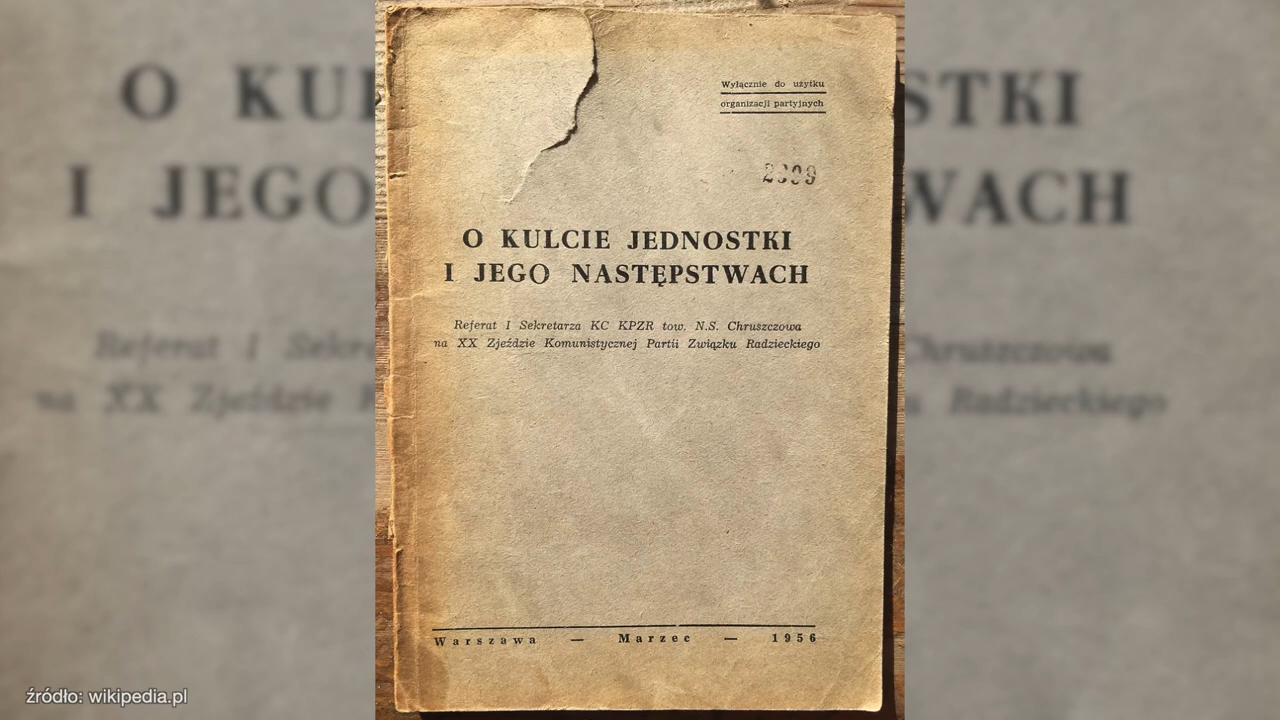 Wyłącznie do użytku
organizacji partyjnych
2309
O KULCIE JEDNOSTKI
I JEGO NASTĘPSTWACH
Referat I Sekretarza KC KPZR tow. N.S. Chruszczowa
na XX Zjeździe Komunistycznej Partii Związku Radzieckiego
Warszawa — Marzec — 1956
źródło: wikipedia.pl